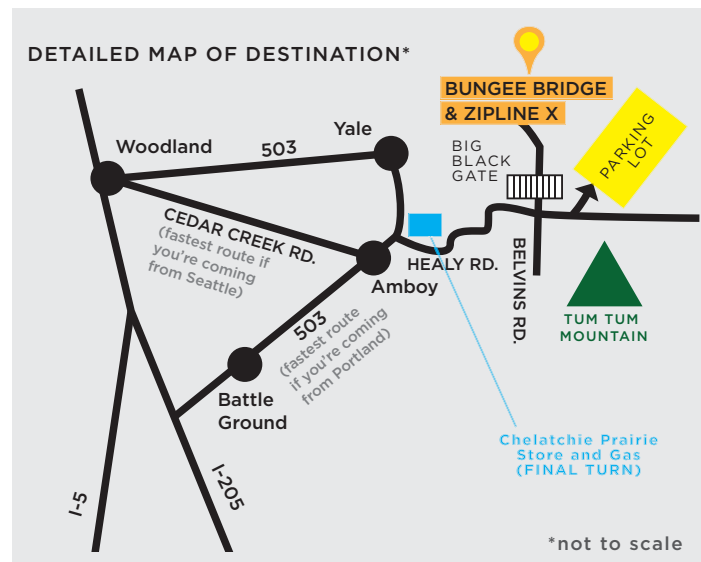 DETAILED MAP OF DESTINATION*
BUNGEE BRIDGE
& ZIPLINE X
Woodland
503
Yale
BIG
BLACK
GATE
PARKING
LOT
CEDAR CREEK RD.
(fastest route if
you're coming
from Seattle)
HEALY RD.
Amboy
BELVINS RD.
TUM TUM
MOUNTAIN
503
(fastest route
if you're coming
from Portland)
Battle
Ground
Chelatchie Prairie
Store and Gas
(FINAL TURN)
I-5
I-205
*not to scale